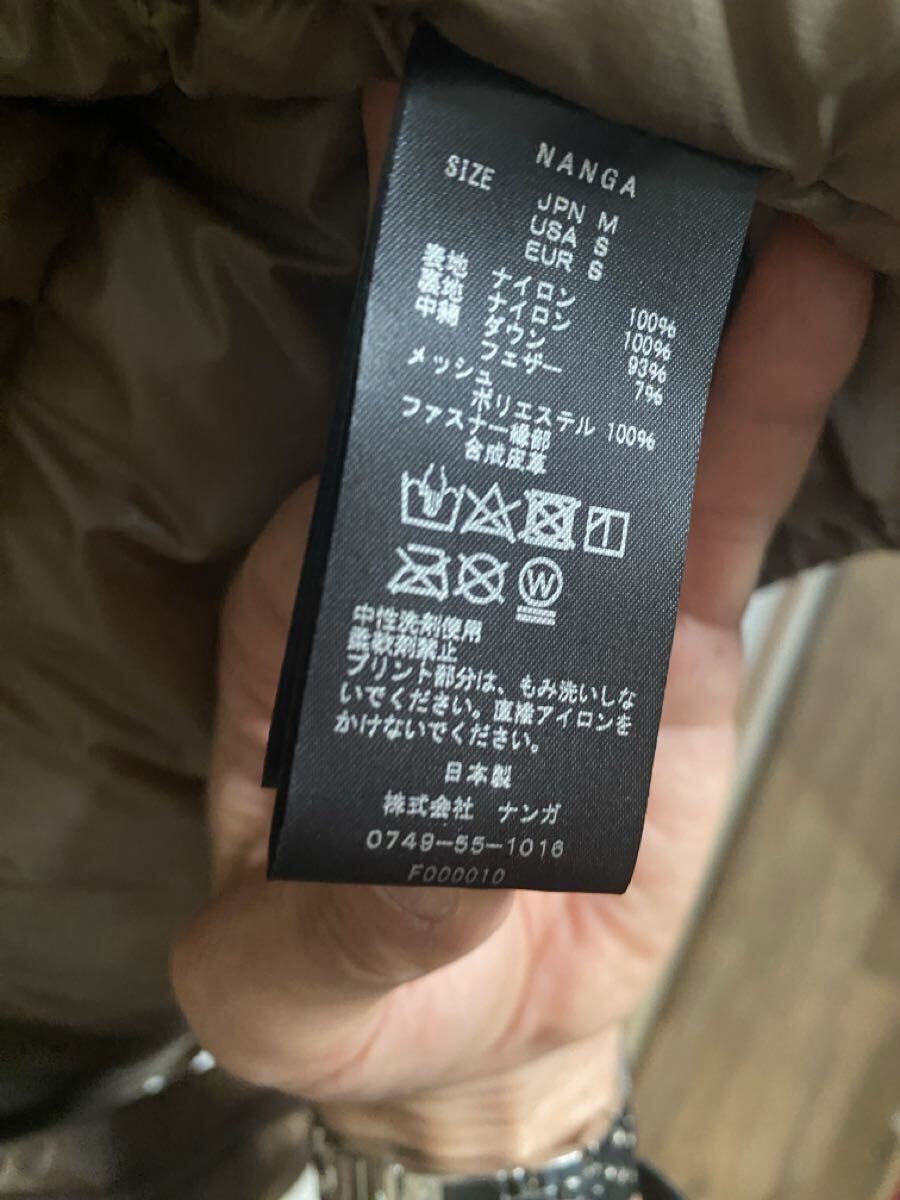 NANGA
SIZE JPN M
USA S
EUR S
表地 ナイロン 100%
裏地 ナイロン 100%
中綿 ダウン 93%
フェザー 7%
メッシュ
ポリエステル 100%
ファスナー縁部
合成皮革
W
中性洗剤使用
柔軟剤禁止
プリント部分は、もみ洗いしな
いでください。直接アイロンを
かけないでください。
日本製
株式会社 ナンガ
0749-55-1016
F000010